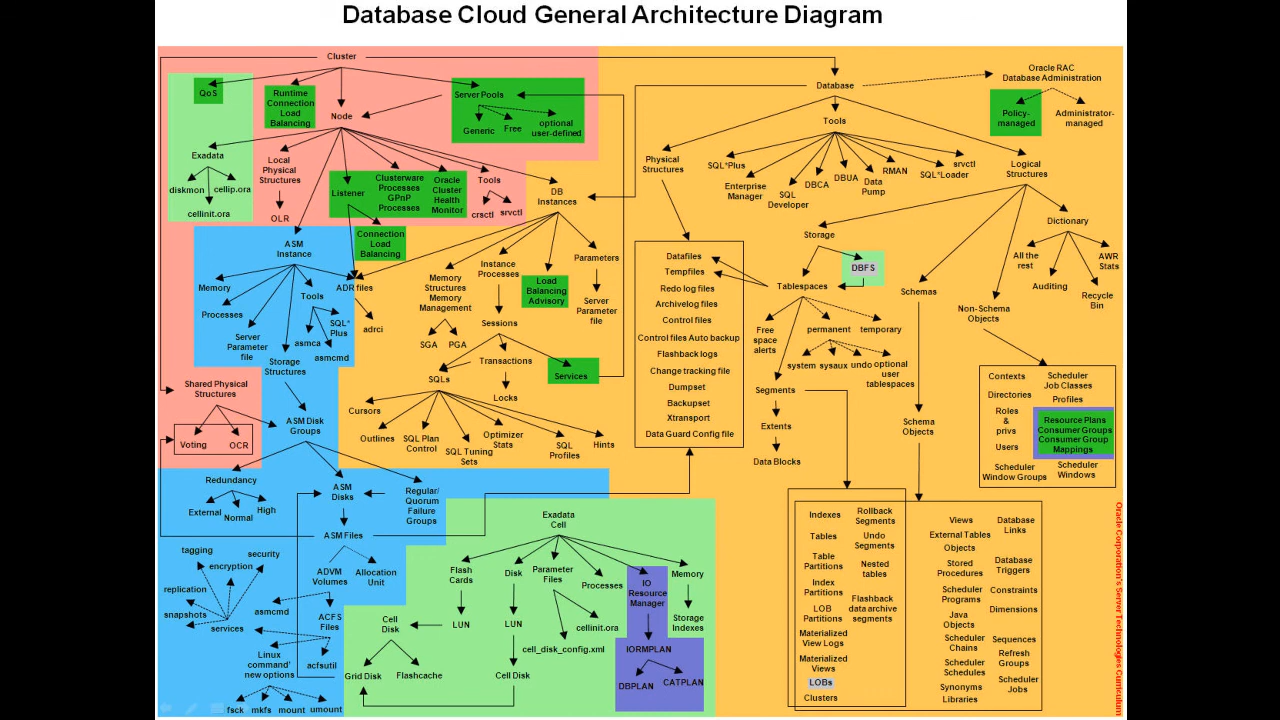 Database Cloud General Architecture Diagram
Cluster
QoS
Runtime
Connection
Load
Balancing
Node
Server Pools
Generic
Free
optional
user-defined
Exadata
diskmon
cellip.ora
cellinit.ora
Local
Physical
Structures
OLR
Listener
Clusterware
Processes
GPnP
Processes
Oracle
Cluster
Health
Monitor
Tools
crsctl
srvctl
Connection
Load
Balancing
DB
Instances
Database
Oracle RAC
Database Administration
Policy-
managed
Administrator-
managed
Tools
SQL*Plus
Enterprise
Manager
SQL
Developer
DBCA
DBUA
Data
Pump
RMAN
SQL*Loader
srvctl
Physical
Structures
Logical
Structures
ASM
Instance
Memory
Processes
Server
Parameter
file
Storage
Structures
Tools
asmca
SQL*
Plus
asmcmd
ADR files
adrci
Memory
Structures
Memory
Management
SGA
PGA
Instance
Processes
Sessions
Load
Balancing
Advisory
Parameters
Server
Parameter
file
SQLs
Transactions
Locks
Services
Cursors
Outlines
SQL Plan
Control
SQL Tuning
Sets
Optimizer
Stats
SQL
Profiles
Hints
Datafiles
Tempfiles
Redo log files
Archivelog files
Control files
Control files Auto backup
Flashback logs
Change tracking file
Dumpset
Backupset
Xtransport
Data Guard Config file
Storage
DBFS
Tablespaces
Free
space
alerts
permanent
temporary
system
sysaux
undo
optional
user
tablespaces
Segments
Extents
Data Blocks
Schemas
Schema
Objects
Dictionary
All the
rest
Auditing
AWR
Stats
Recycle
Bin
Non-Schema
Objects
Contexts
Directories
Roles
&
privs
Users
Scheduler
Window Groups
Scheduler
Job Classes
Profiles
Resource Plans
Consumer Groups
Consumer Group
Mappings
Scheduler
Windows
Shared Physical
Structures
Voting
OCR
ASM Disk
Groups
Redundancy
External
Normal
High
ASM
Disks
Regular/
Quorum
Failure
Groups
ASM Files
ADVM
Volumes
Allocation
Unit
tagging
encryption
security
replication
snapshots
services
asmcmd
ACFS
Files
Linux
command'
new options
acfsutil
fsck
mkfs
mount
umount
Exadata
Cell
Flash
Cards
LUN
Cell
Disk
Grid Disk
Flashcache
Disk
LUN
Cell Disk
Parameter
Files
cellinit.ora
cell_disk_config.xml
Processes
IO
Resource
Manager
IORMPLAN
DBPLAN
CATPLAN
Memory
Storage
Indexes
Indexes
Tables
Table
Partitions
Index
Partitions
LOB
Partitions
Materialized
View Logs
Materialized
Views
LOBs
Clusters
Rollback
Segments
Undo
Segments
Nested
tables
Flashback
data archive
segments
Views
External Tables
Objects
Stored
Procedures
Scheduler
Programs
Java
Objects
Scheduler
Chains
Scheduler
Schedules
Synonyms
Libraries
Database
Links
Database
Triggers
Constraints
Dimensions
Sequences
Refresh
Groups
Scheduler
Jobs
Oracle Corporation's Server Technologies Curriculum